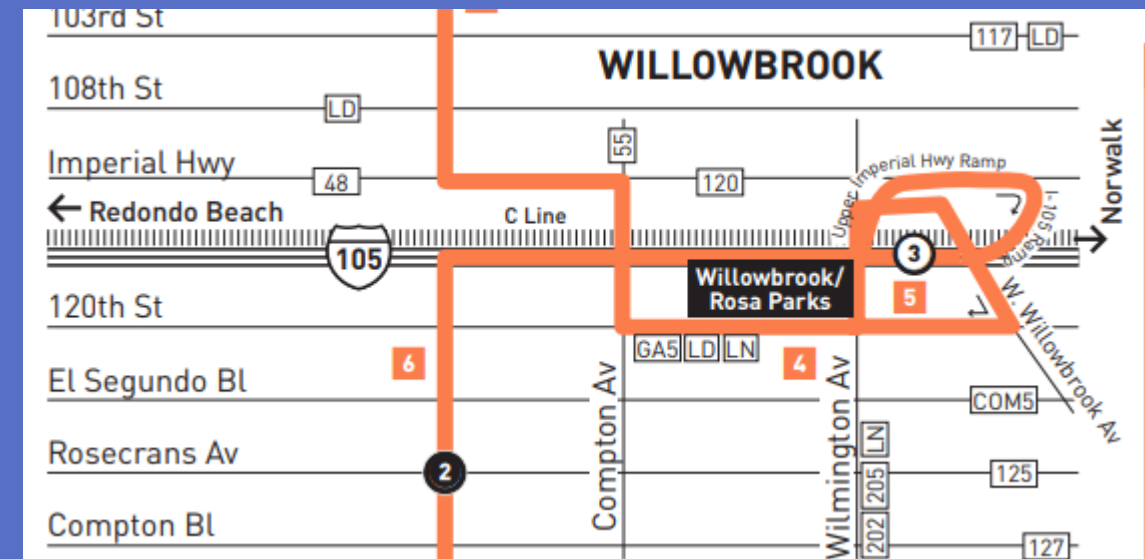 103rd St
117 LD
WILLOWBROOK
108th St
LD
55
Imperial Hwy
48
120
Upper Imperial Hwy Ramp
I-105 Ramp
Norwalk
Redondo Beach
C Line
105
3
Willowbrook/
Rosa Parks
5
120th St
GA5 LD LN
W. Willowbrook Av
6
4
El Segundo Bl
COM5
Compton Av
Wilmington Av
LN
205
202
Rosecrans Av
2
125
Compton Bl
127